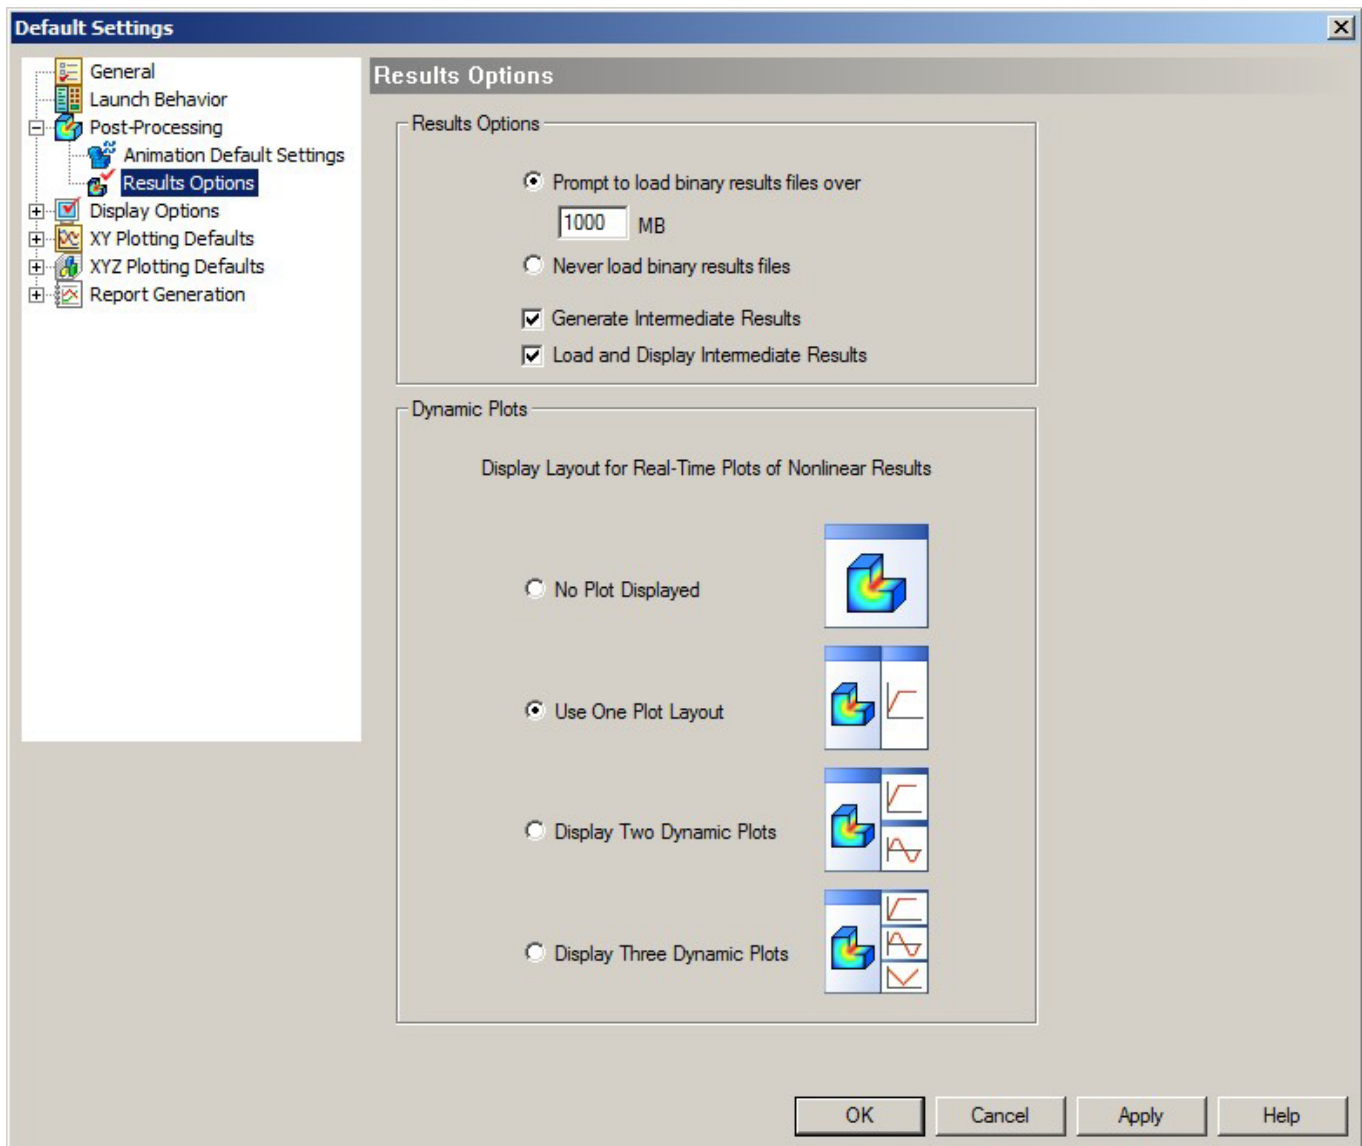 Default Settings
General
Launch Behavior
Post-Processing
Animation Default Settings
Results Options
Display Options
XY Plotting Defaults
XYZ Plotting Defaults
Report Generation
Results Options
Results Options
Prompt to load binary results files over
1000 MB
Never load binary results files
Generate Intermediate Results
Load and Display Intermediate Results
Dynamic Plots
Display Layout for Real-Time Plots of Nonlinear Results
No Plot Displayed
Use One Plot Layout
Display Two Dynamic Plots
Display Three Dynamic Plots
OK Cancel Apply Help